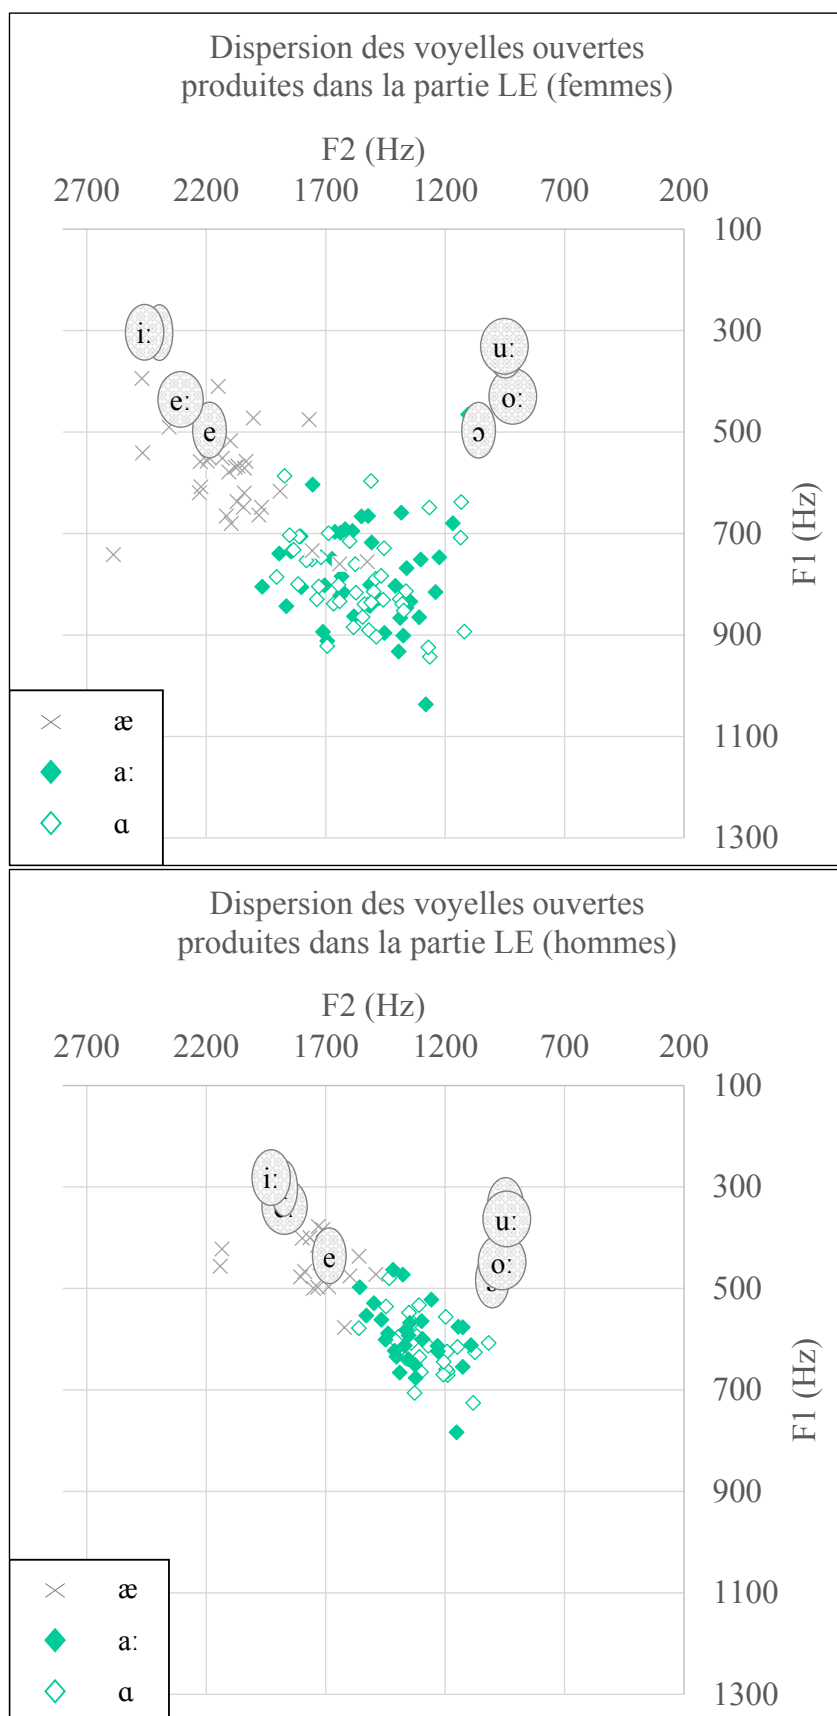 Dispersion des voyelles ouvertes
produites dans la partie LE (femmes)
F2 (Hz)
2700 2200 1700 1200 700 200
100
300
500
700
900
1100
1300
F1 (Hz)
iː
uː
eː
oː
e
ɔ
æ
aː
ɑ
Dispersion des voyelles ouvertes
produites dans la partie LE (hommes)
F2 (Hz)
2700 2200 1700 1200 700 200
100
300
500
700
900
1100
1300
F1 (Hz)
iː
uː
e
oː
æ
aː
ɑ